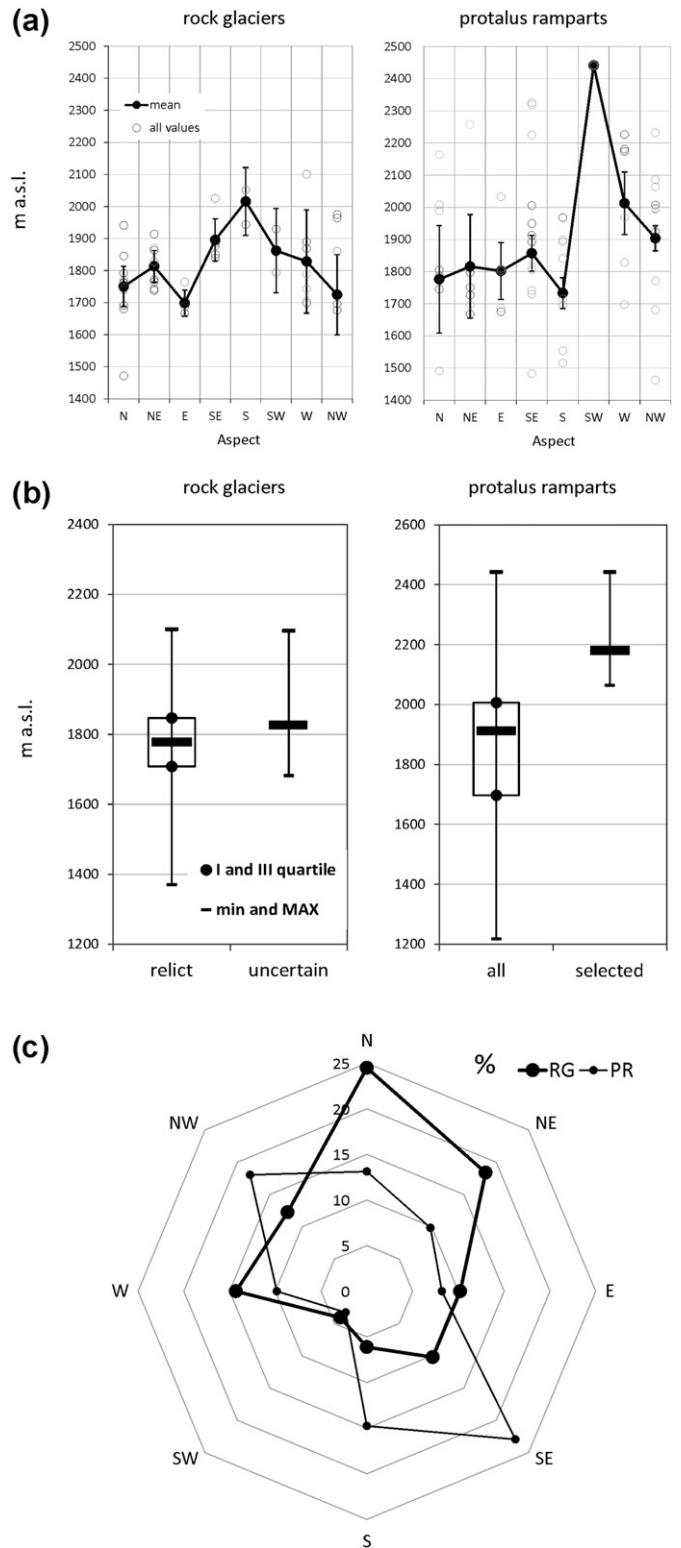 (a)
rock glaciers
protalus ramparts
m a.s.l.
2500
2400
2300
2200
2100
2000
1900
1800
1700
1600
1500
1400
mean
all values
N NE E SE S SW W NW
Aspect
2500
2400
2300
2200
2100
2000
1900
1800
1700
1600
1500
1400
N NE E SE S SW W NW
Aspect
(b)
rock glaciers
protalus ramparts
m a.s.l.
2400
2200
2000
1800
1600
1400
1200
I and III quartile
min and MAX
relict uncertain
2600
2400
2200
2000
1800
1600
1400
1200
all selected
(c)
% RG PR
N
NE
E
SE
S
SW
W
NW
25
20
15
10
5
0